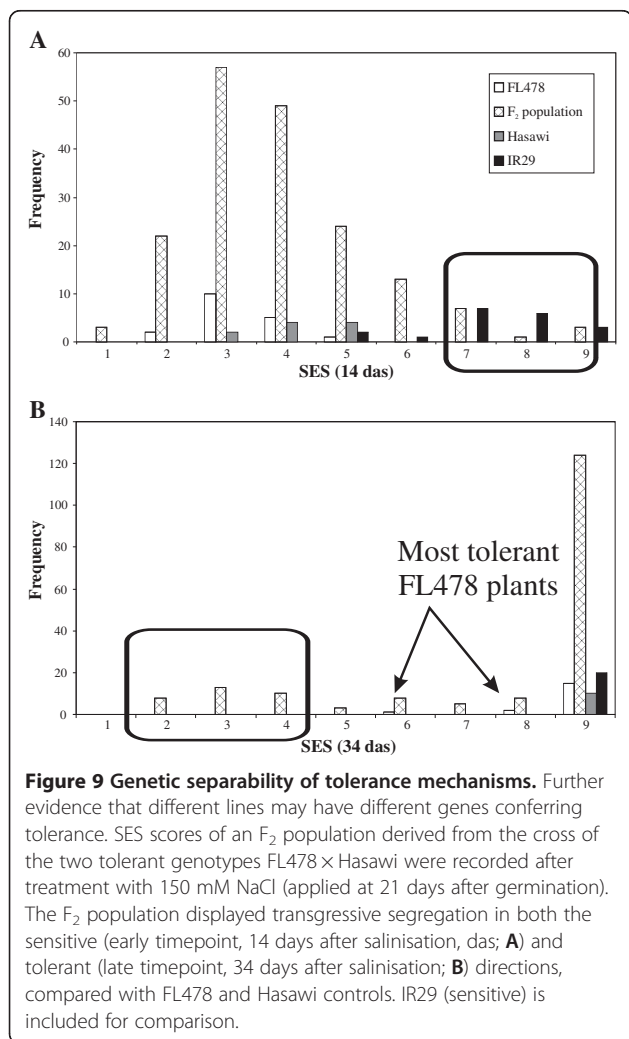 A
60
50
40
30
20
10
0
Frequency
FL478
F₂ population
Hasawi
IR29
1 2 3 4 5 6 7 8 9
SES (14 das)
B
140
120
100
80
60
40
20
0
Frequency
Most tolerant
FL478 plants
1 2 3 4 5 6 7 8 9
SES (34 das)
Figure 9 Genetic separability of tolerance mechanisms. Further
evidence that different lines may have different genes conferring
tolerance. SES scores of an F₂ population derived from the cross of
the two tolerant genotypes FL478 × Hasawi were recorded after
treatment with 150 mM NaCl (applied at 21 days after germination).
The F₂ population displayed transgressive segregation in both the
sensitive (early timepoint, 14 days after salinisation, das; A) and
tolerant (late timepoint, 34 days after salinisation; B) directions,
compared with FL478 and Hasawi controls. IR29 (sensitive) is
included for comparison.